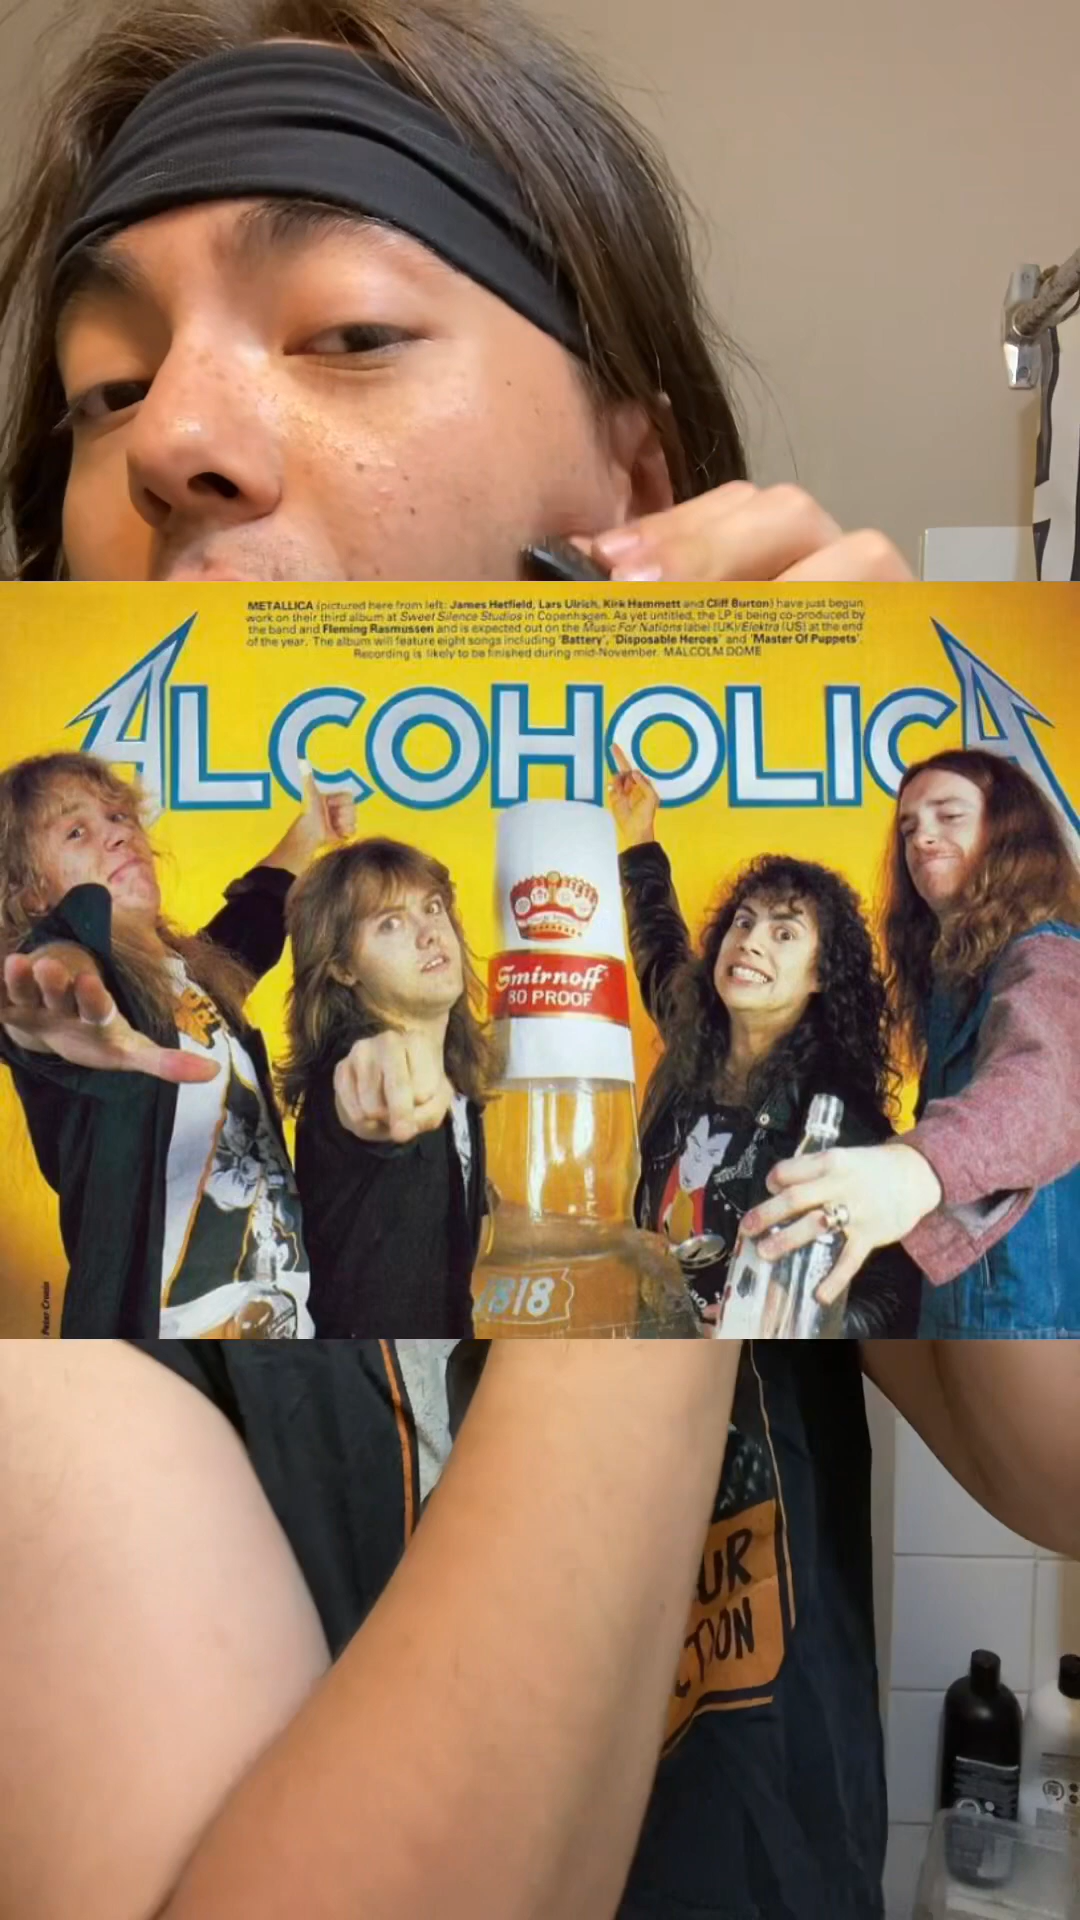 METALLICA (pictured here from left: James Hetfield, Lars Ulrich, Kirk Hammett and Cliff Burton) have just begun
work on their third album at Sweet Silence Studios in Copenhagen. As yet untitled, the LP is being co-produced by
the band and Fleming Rasmussen and is expected out on the Music For Nations label (UK)/Elektra (US) at the end
of the year. The album will feature eight songs including 'Battery', 'Disposable Heroes' and 'Master Of Puppets'.
Recording is likely to be finished during mid-November. MALCOLM DOME
ALCOHOLICA
Smirnoff
80 PROOF
1818
Peter Cronin
UR
CTION